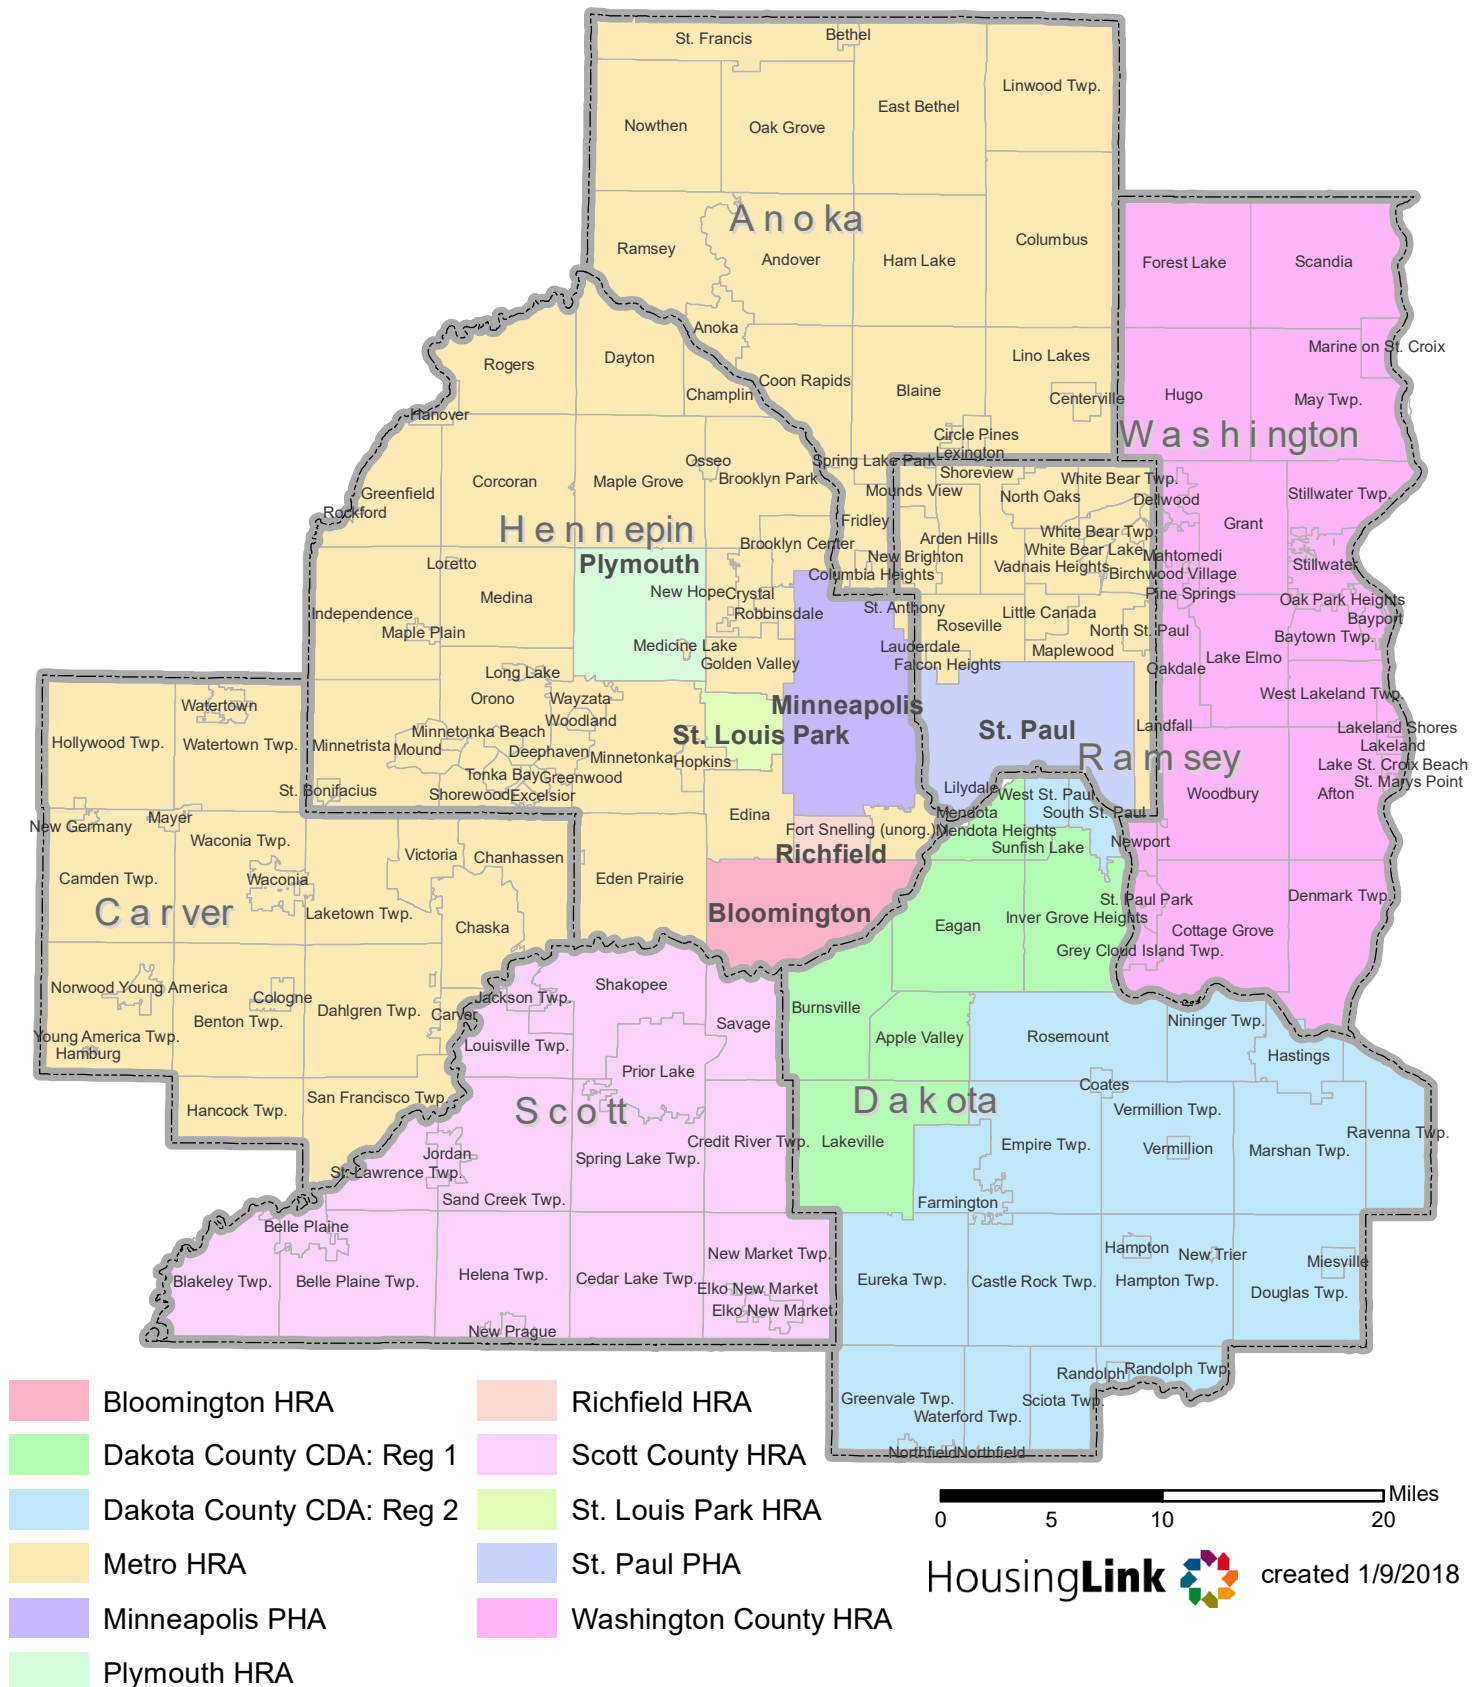 St. Francis
Bethel
Linwood Twp.
Nowthen
Oak Grove
East Bethel
Anoka
Ramsey
Andover
Ham Lake
Columbus
Forest Lake
Scandia
Anoka
Rogers
Dayton
Champlin
Coon Rapids
Blaine
Lino Lakes
Centerville
Marine on St. Croix
Hugo
May Twp.
Washington
Hanover
Circle Pines
Lexington
Spring Lake Park
Shoreview
Osseo
Corcoran
Maple Grove
Brooklyn Park
Mounds View
North Oaks
White Bear Twp.
Dellwood
Stillwater Twp.
Greenfield
Rockford
Hennepin
Fridley
Arden Hills
White Bear Twp.
Grant
Plymouth
Brooklyn Center
New Brighton
White Bear Lake
Mahtomedi
Stillwater
Loretto
Columbia Heights
Vadnais Heights
Birchwood Village
Medina
New Hope
Crystal
Pine Springs
Oak Park Heights
Independence
Robbinsdale
St. Anthony
Little Canada
Bayport
Maple Plain
Roseville
North St. Paul
Baytown Twp.
Medicine Lake
Lauderdale
Maplewood
Lake Elmo
Long Lake
Golden Valley
Falcon Heights
Oakdale
West Lakeland Twp.
Orono
Wayzata
Minneapolis
Watertown
Woodland
St. Louis Park
St. Paul
Landfall
Lakeland Shores
Hollywood Twp.
Watertown Twp.
Minnetrista
Mound
Minnetonka Beach
Deephaven
Minnetonka
Hopkins
Ramsey
Lakeland
Lake St. Croix Beach
Tonka Bay
Greenwood
St. Marys Point
St. Bonifacius
Shorewood
Excelsior
Lilydale
West St. Paul
Woodbury
Afton
New Germany
Mayer
Edina
Mendota
South St. Paul
Waconia Twp.
Fort Snelling (unorg.)
Mendota Heights
Sunfish Lake
Newport
Victoria
Chanhassen
Richfield
Camden Twp.
Waconia
Eden Prairie
Carver
Laketown Twp.
Bloomington
St. Paul Park
Denmark Twp.
Chaska
Eagan
Inver Grove Heights
Cottage Grove
Grey Cloud Island Twp.
Norwood Young America
Cologne
Jackson Twp.
Shakopee
Burnsville
Benton Twp.
Dahlgren Twp.
Carver
Savage
Nininger Twp.
Young America Twp.
Hamburg
Louisville Twp.
Apple Valley
Rosemount
Hastings
Prior Lake
Coates
Hancock Twp.
San Francisco Twp.
Scott
Dakota
Vermillion Twp.
Jordan
Credit River Twp.
Lakeville
Empire Twp.
Vermillion
Marshan Twp.
Ravenna Twp.
St. Lawrence Twp.
Spring Lake Twp.
Sand Creek Twp.
Farmington
Belle Plaine
New Market Twp.
Hampton
New Trier
Miesville
Blakeley Twp.
Belle Plaine Twp.
Helena Twp.
Cedar Lake Twp.
Elko New Market
Eureka Twp.
Castle Rock Twp.
Hampton Twp.
Douglas Twp.
Elko New Market
New Prague
Randolph
Randolph Twp.
Greenvale Twp.
Waterford Twp.
Sciota Twp.
Northfield
Northfield
Bloomington HRA
Dakota County CDA: Reg 1
Dakota County CDA: Reg 2
Metro HRA
Minneapolis PHA
Plymouth HRA
Richfield HRA
Scott County HRA
St. Louis Park HRA
St. Paul PHA
Washington County HRA
Miles
0 5 10 20
HousingLink
created 1/9/2018